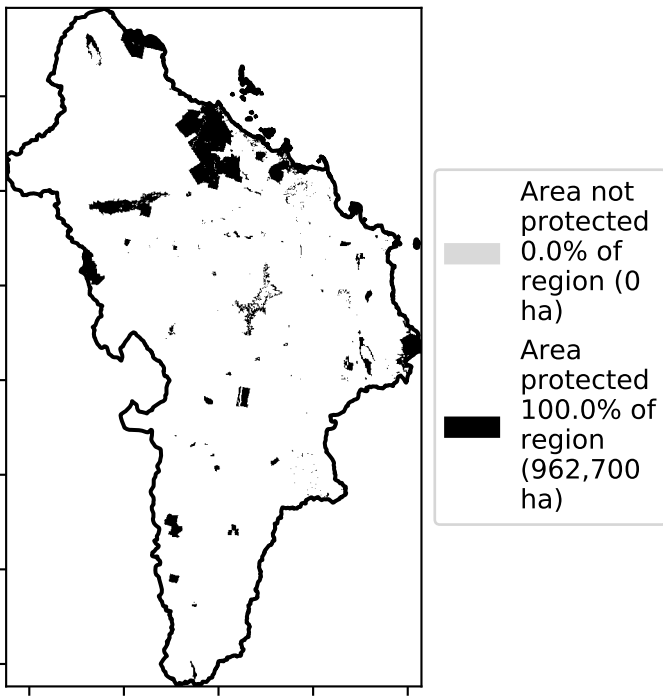 Area not
protected
0.0% of
region (0
ha)
Area
protected
100.0% of
region
(962,700
ha)